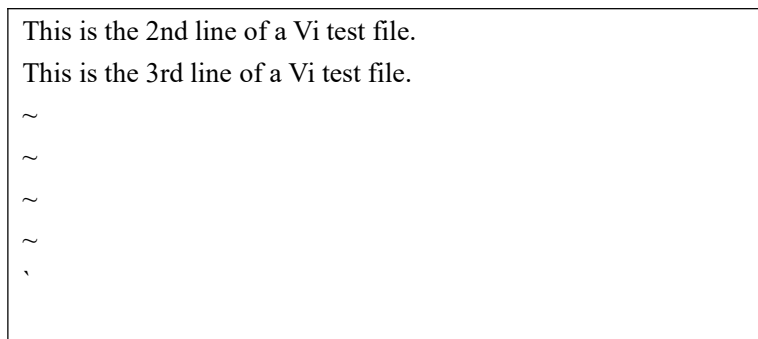 This is the 2nd line of a Vi test file.
This is the 3rd line of a Vi test file.
~
~
~
~
`